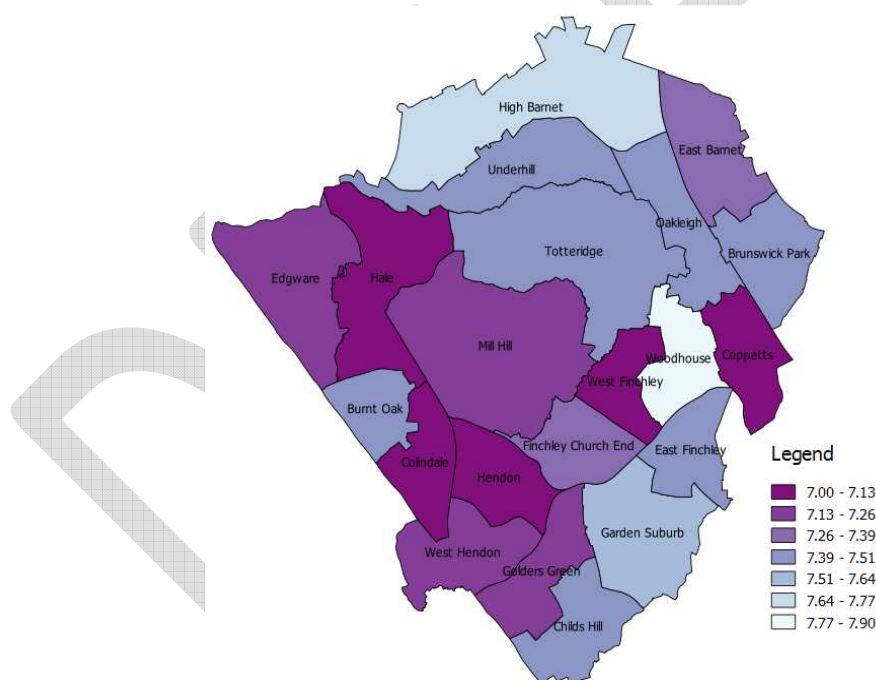 High Barnet
East Barnet
Underhill
Oakleigh
Totteridge
Brunswick Park
Edgware
Hale
Mill Hill
Woodhouse
Coppetts
West Finchley
Burnt Oak
Finchley Church End
East Finchley
Colindale
Hendon
Garden Suburb
West Hendon
Golders Green
Childs Hill
Legend
7.00 - 7.13
7.13 - 7.26
7.26 - 7.39
7.39 - 7.51
7.51 - 7.64
7.64 - 7.77
7.77 - 7.90